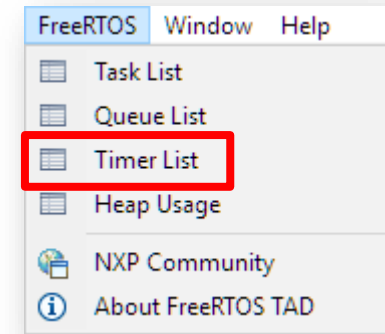 FreeRTOS Window Help
Task List
Queue List
Timer List
Heap Usage
NXP Community
About FreeRTOS TAD